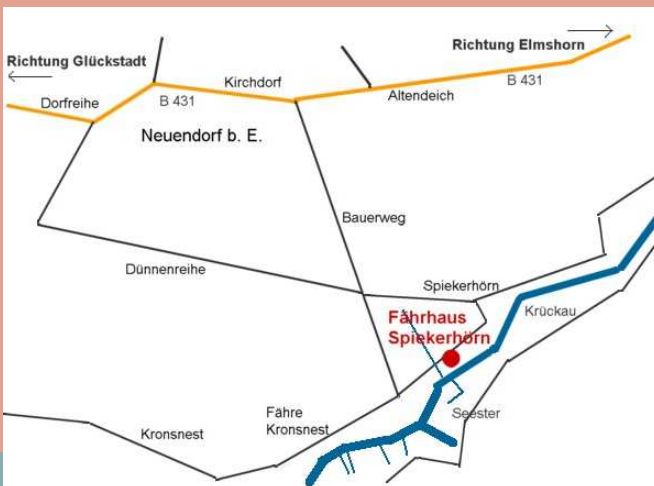 Richtung Elmshorn
Richtung Glückstadt
Kirchdorf
B 431
B 431
Altendeich
Dorfreihe
Neuendorf b. E.
Bauerweg
Dünnenreihe
Spiekerhörn
Krückau
Fährhaus
Spiekerhörn
Seester
Fähre
Kronsnest
Kronsnest